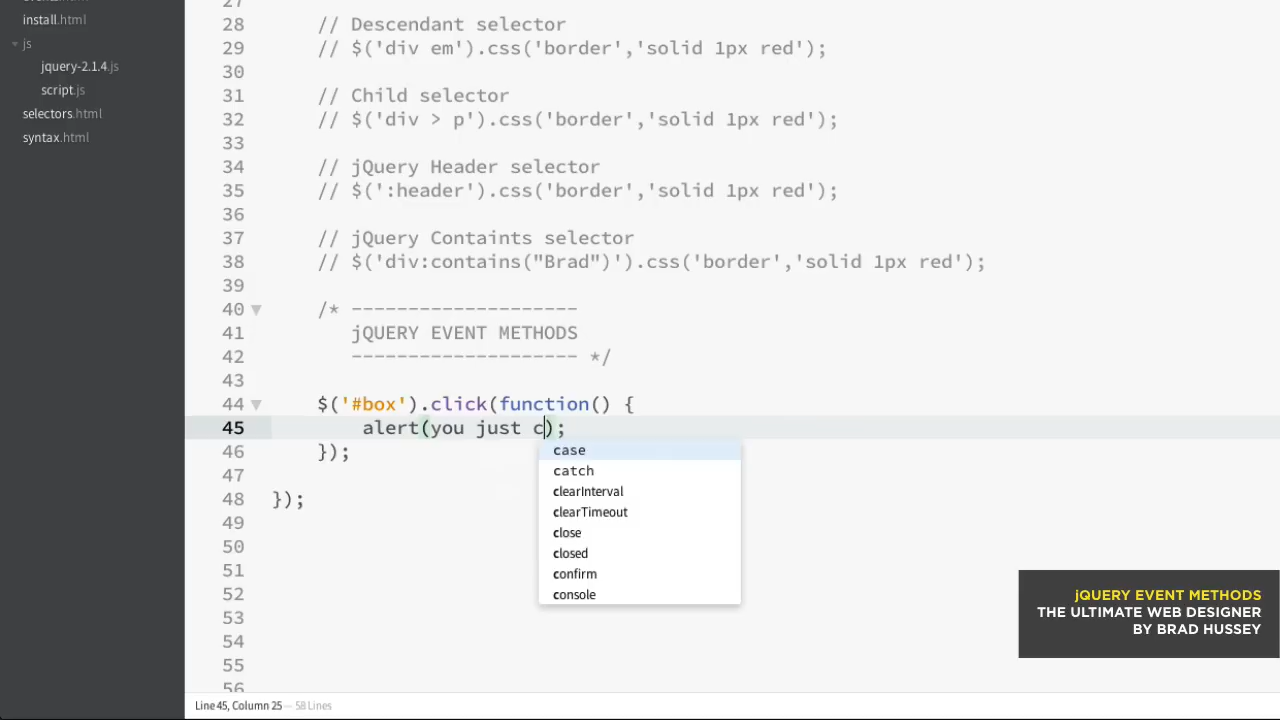 install.html
js
jquery-2.1.4.js
script.js
selectors.html
syntax.html
27
28 // Descendant selector
29 // $('div em').css('border','solid 1px red');
30
31 // Child selector
32 // $('div > p').css('border','solid 1px red');
33
34 // jQuery Header selector
35 // $(':header').css('border','solid 1px red');
36
37 // jQuery Containts selector
38 // $('div:contains("Brad")').css('border','solid 1px red');
39
40 /* --------------------
41 jQUERY EVENT METHODS
42 -------------------- */
43
44 $('#box').click(function() {
45 alert(you just c);
46 });
case
catch
clearInterval
clearTimeout
close
closed
confirm
console
47
48 });
49
50
51
52
53
54
55
56
jQUERY EVENT METHODS
THE ULTIMATE WEB DESIGNER
BY BRAD HUSSEY
Line 45, Column 25 — 58 Lines